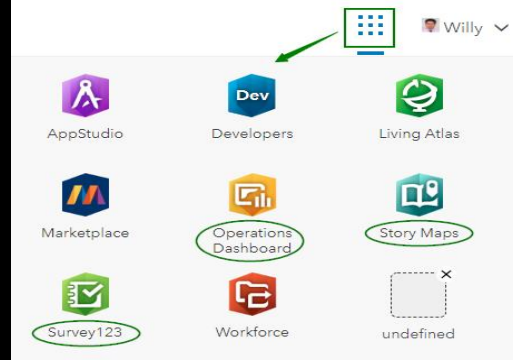 Willy
Dev
AppStudio
Developers
Living Atlas
Marketplace
Operations
Dashboard
Story Maps
Survey123
Workforce
undefined